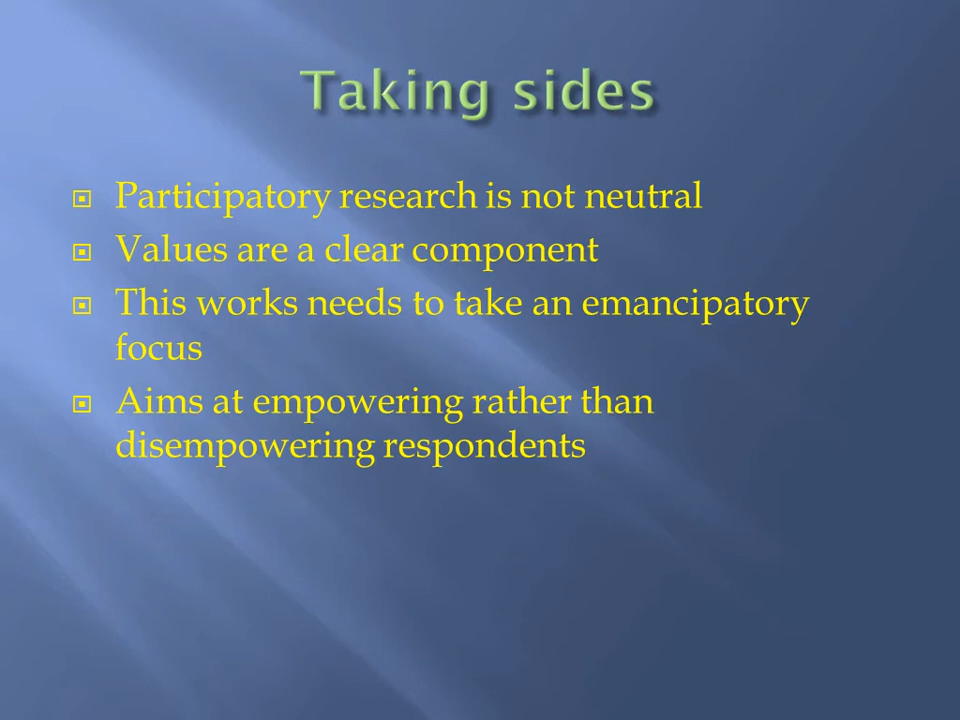 Taking sides
Participatory research is not neutral
Values are a clear component
This works needs to take an emancipatory
focus
Aims at empowering rather than
disempowering respondents